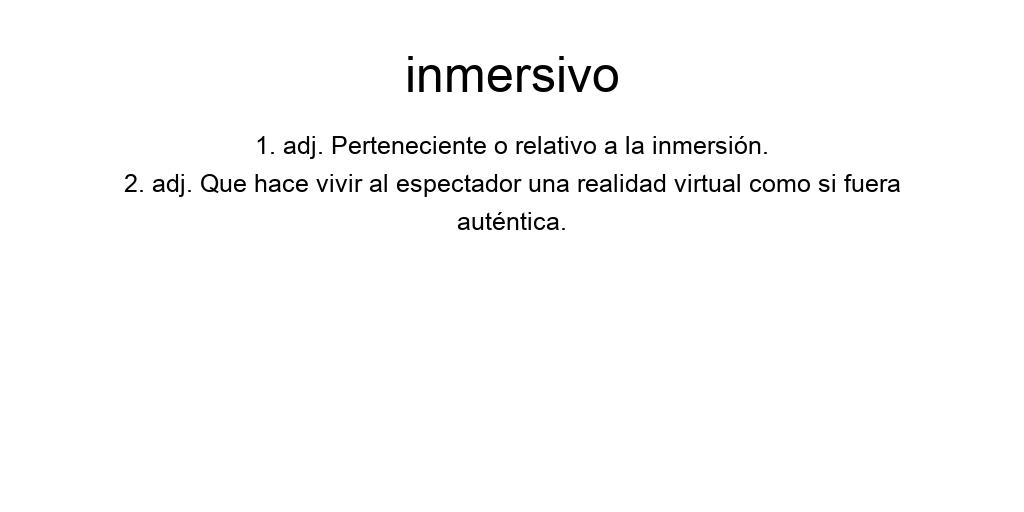 inmersivo
1. adj. Perteneciente o relativo a la inmersión.
2. adj. Que hace vivir al espectador una realidad virtual como si fuera
auténtica.